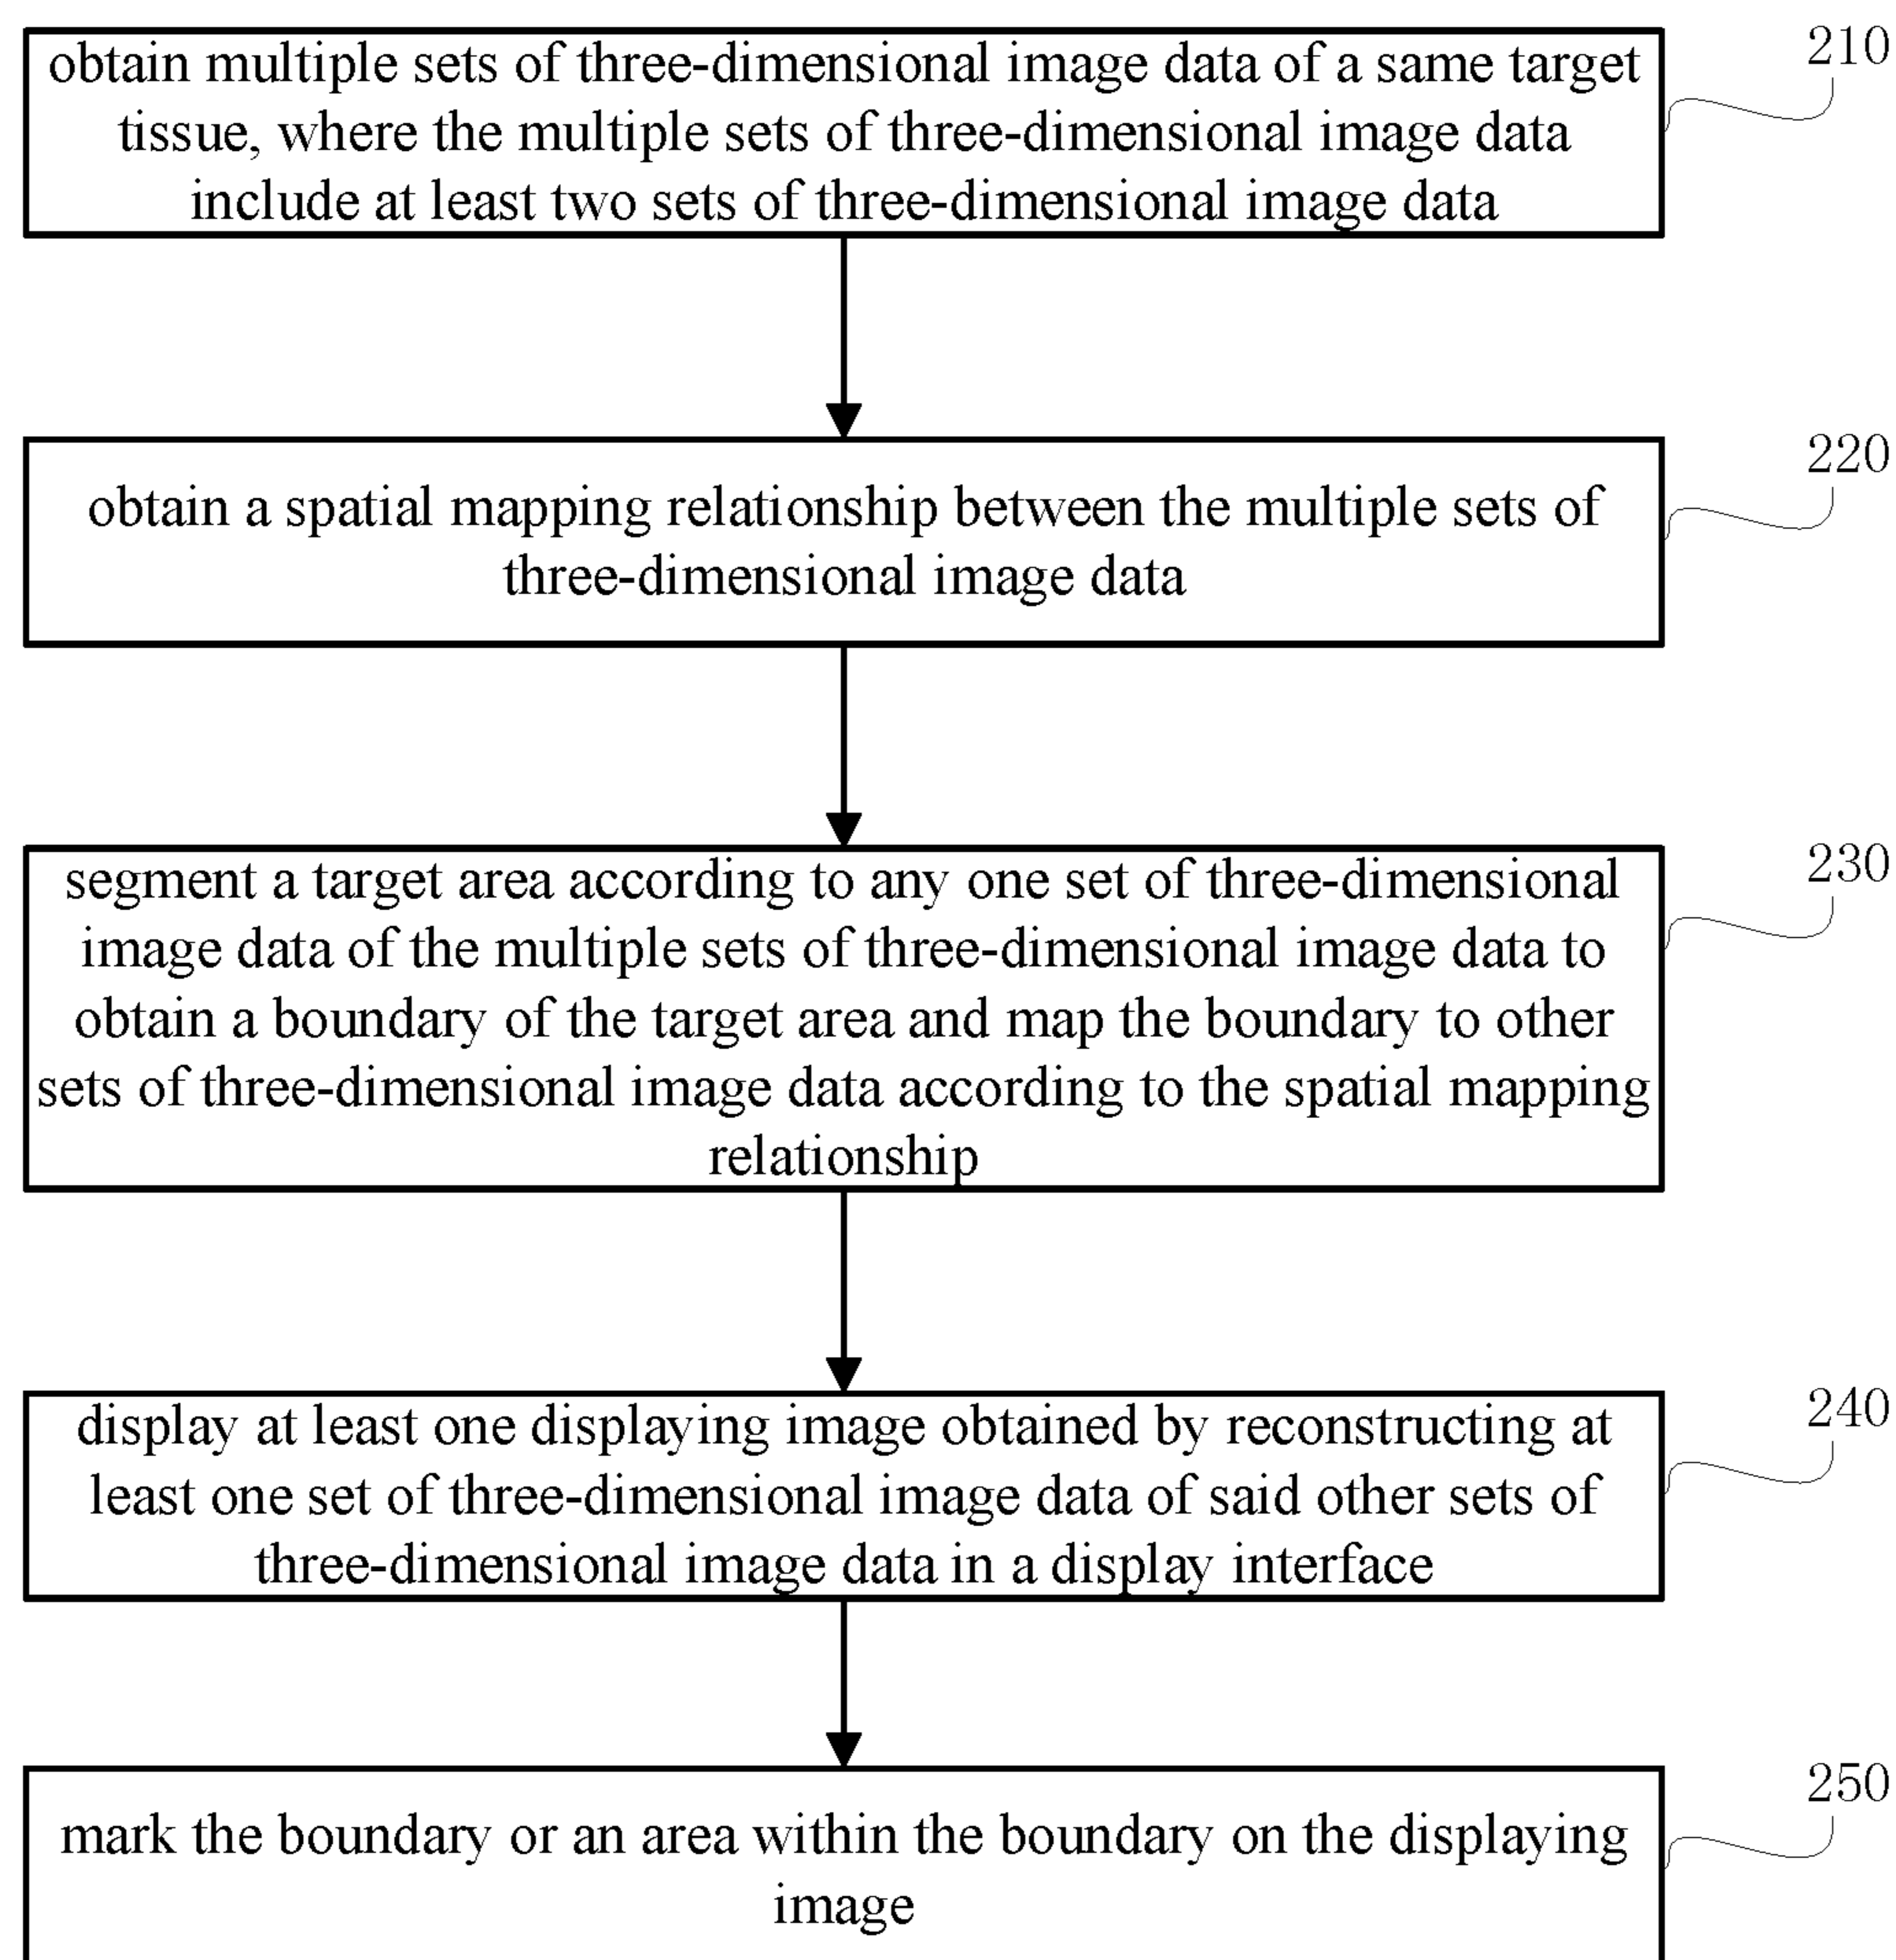 obtain multiple sets of three-dimensional image data of a same target
tissue, where the multiple sets of three-dimensional image data
include at least two sets of three-dimensional image data
210
obtain a spatial mapping relationship between the multiple sets of
three-dimensional image data
220
segment a target area according to any one set of three-dimensional
image data of the multiple sets of three-dimensional image data to
obtain a boundary of the target area and map the boundary to other
sets of three-dimensional image data according to the spatial mapping
relationship
230
display at least one displaying image obtained by reconstructing at
least one set of three-dimensional image data of said other sets of
three-dimensional image data in a display interface
240
mark the boundary or an area within the boundary on the displaying
image
250